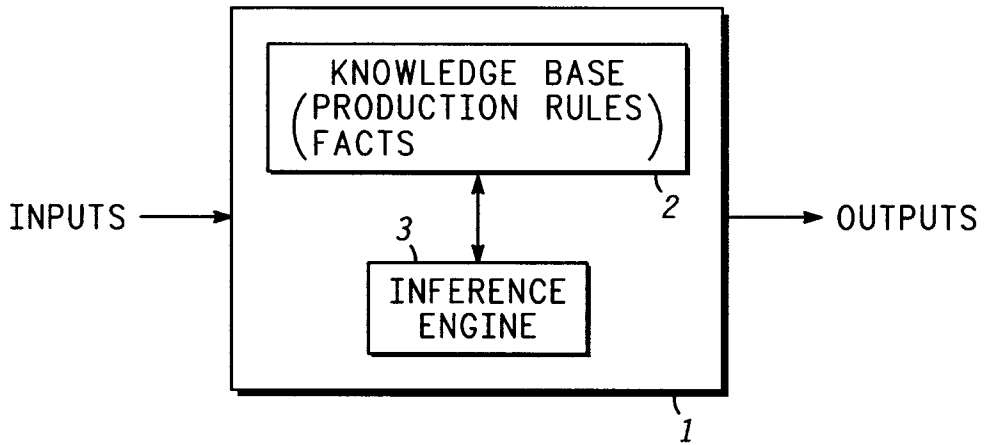 KNOWLEDGE BASE
(PRODUCTION RULES
FACTS)
2
INPUTS
OUTPUTS
3
INFERENCE
ENGINE
1